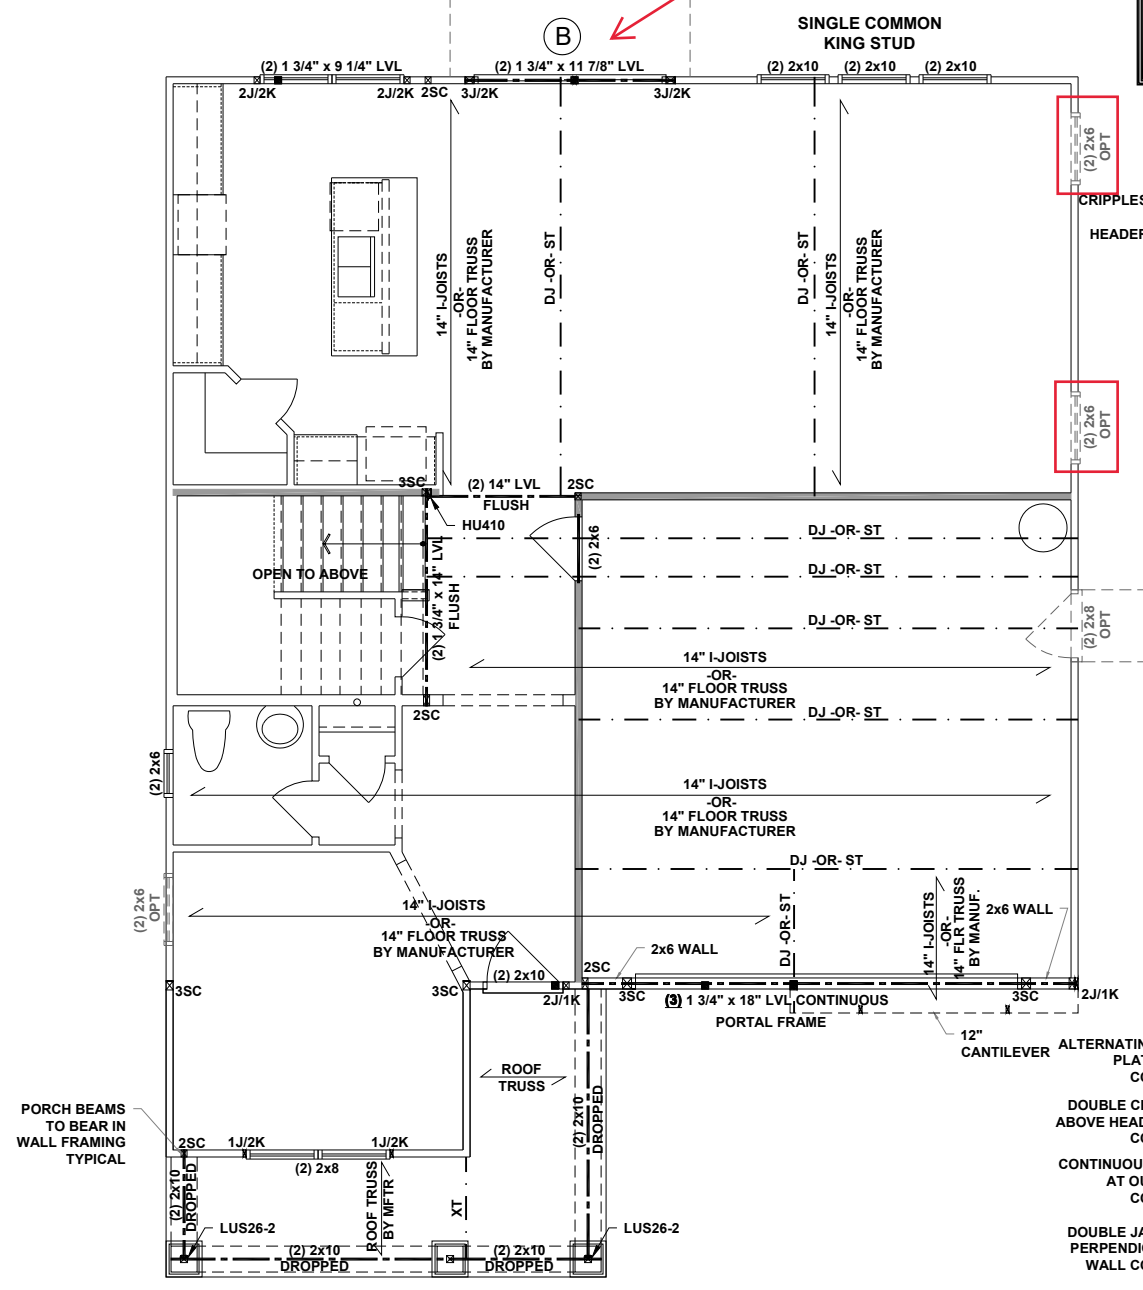 B
SINGLE COMMON
KING STUD
(2) 1 3/4" x 9 1/4" LVL
(2) 1 3/4" x 11 7/8" LVL
(2) 2x10
(2) 2x10
(2) 2x10
2J/2K
2J/2K
2SC
3J/2K
3J/2K
(2) 2x6
OPT
CRIPPLES
HEADER
14" I-JOISTS
-OR-
14" FLOOR TRUSS
BY MANUFACTURER
DJ -OR- ST
DJ -OR- ST
14" I-JOISTS
-OR-
14" FLOOR TRUSS
BY MANUFACTURER
(2) 2x6
OPT
3SC
(2) 14" LVL
FLUSH
2SC
HU410
OPEN TO ABOVE
(2) 1 3/4" x 14" LVL
FLUSH
(2) 2x6
DJ -OR- ST
DJ -OR- ST
DJ -OR- ST
(2) 2x8
OPT
14" I-JOISTS
-OR-
14" FLOOR TRUSS
BY MANUFACTURER
2SC
DJ -OR- ST
(2) 2x6
14" I-JOISTS
-OR-
14" FLOOR TRUSS
BY MANUFACTURER
DJ -OR- ST
(2) 2x6
OPT
14" I-JOISTS
-OR-
14" FLOOR TRUSS
BY MANUFACTURER
DJ -OR- ST
14" I-JOISTS
-OR-
14" FLR TRUSS
BY MANUF.
2x6 WALL
2x6 WALL
3SC
3SC
(2) 2x10
2J/1K
2SC
3SC
(3) 1 3/4" x 18" LVL CONTINUOUS
PORTAL FRAME
3SC
2J/1K
12"
CANTILEVER
ROOF
TRUSS
(2) 2x10
DROPPED
PORCH BEAMS
TO BEAR IN
WALL FRAMING
TYPICAL
2SC
1J/2K
1J/2K
(2) 2x8
(2) 2x10
DROPPED
ROOF TRUSS
BY MFTR
XT
LUS26-2
LUS26-2
(2) 2x10
DROPPED
(2) 2x10
DROPPED
ALTERNATIN
PLAT
CO
DOUBLE CR
ABOVE HEAD
CO
CONTINUOUS
AT OU
CO
DOUBLE JA
PERPENDIC
WALL CO